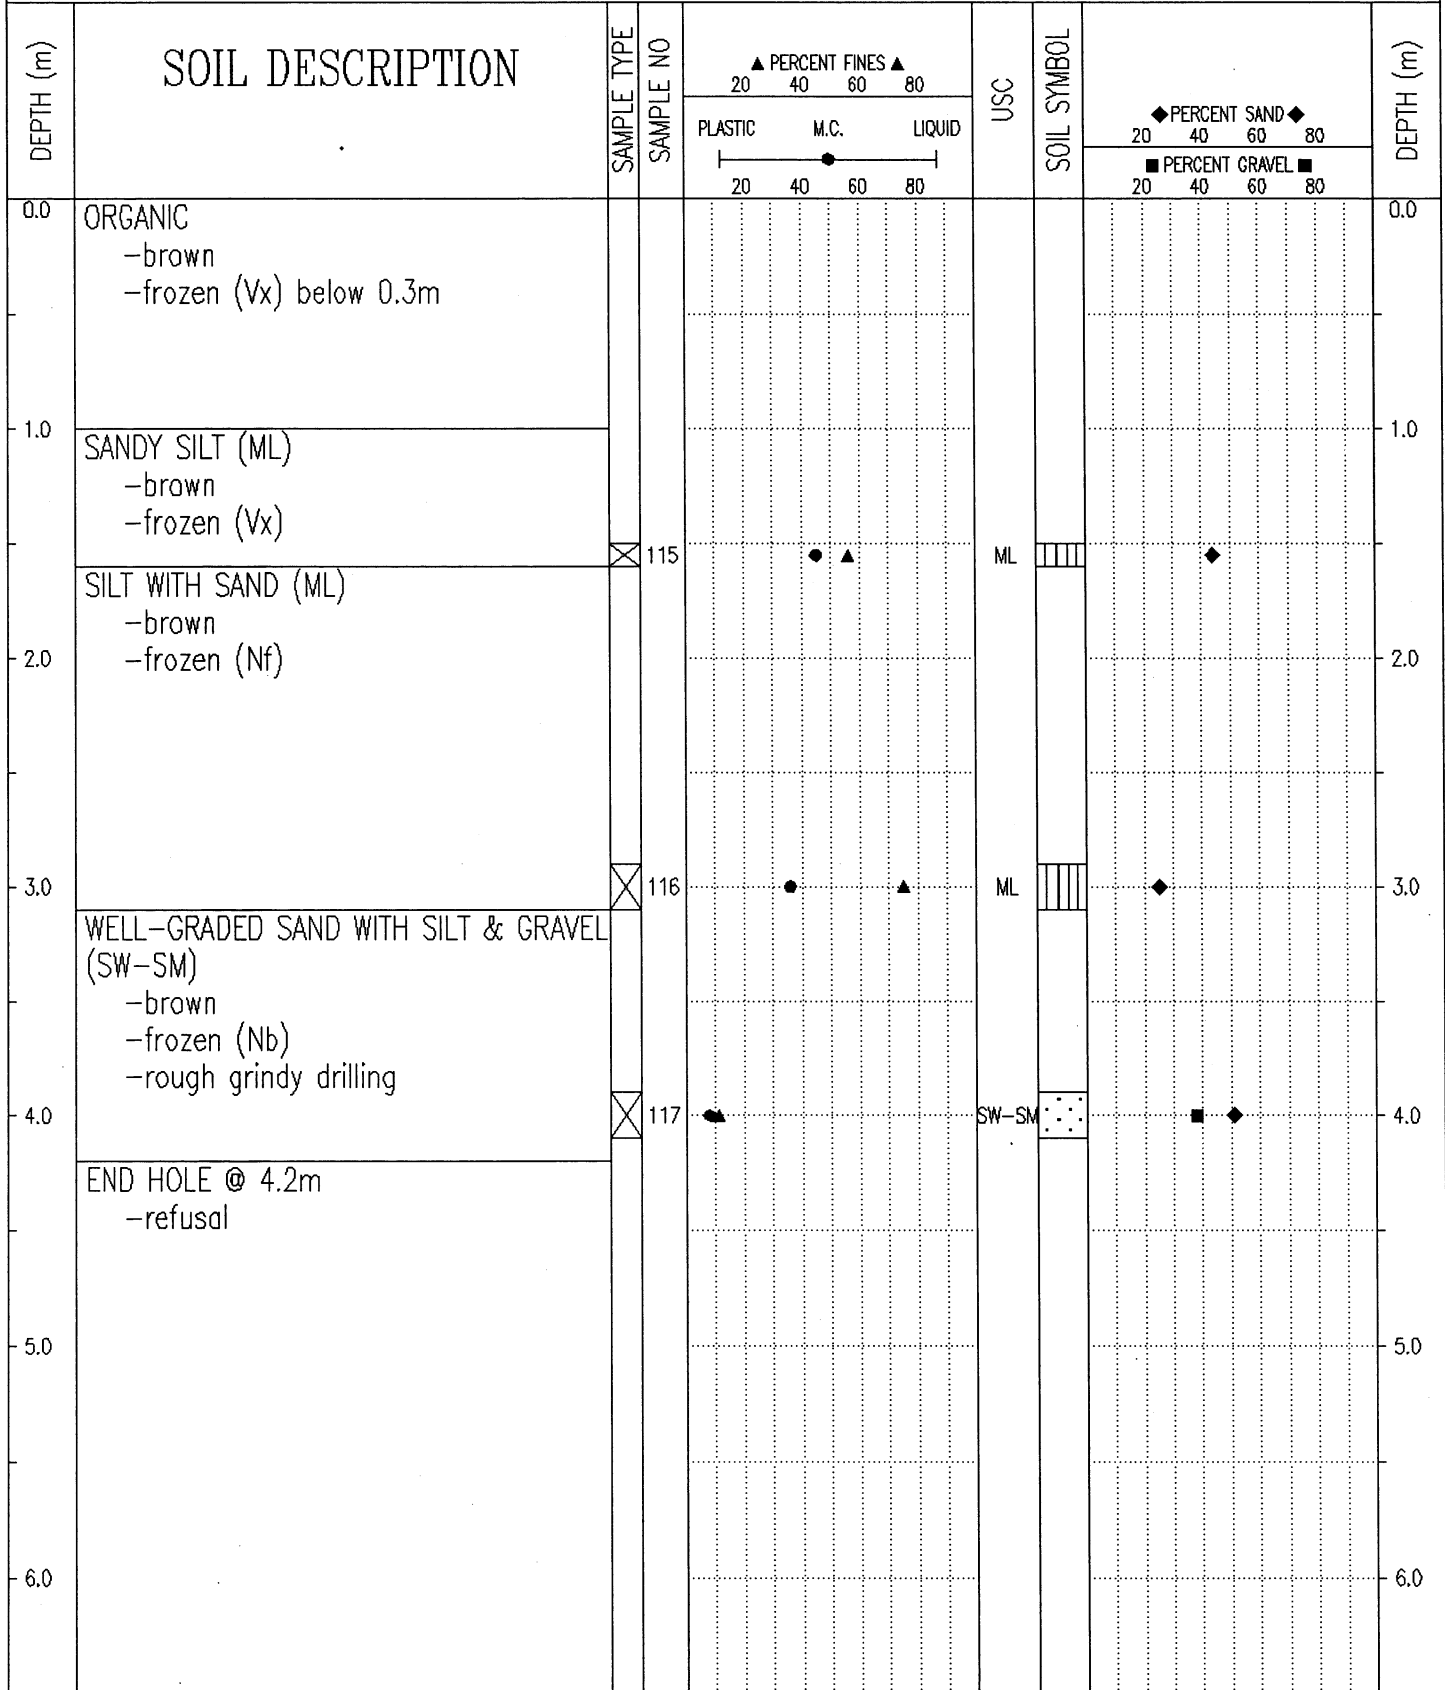 DEPTH (m)
SOIL DESCRIPTION
SAMPLE TYPE
SAMPLE NO
▲ PERCENT FINES ▲
20 40 60 80
PLASTIC M.C. LIQUID
20 40 60 80
USC
SOIL SYMBOL
◆PERCENT SAND◆
20 40 60 80
■ PERCENT GRAVEL ■
20 40 60 80
DEPTH (m)
0.0 0.0
ORGANIC
-brown
-frozen (Vx) below 0.3m
1.0 1.0
SANDY SILT (ML)
-brown
-frozen (Vx)
115 ML
SILT WITH SAND (ML)
-brown
-frozen (Nf)
2.0 2.0
3.0 116 ML 3.0
WELL-GRADED SAND WITH SILT & GRAVEL
(SW-SM)
-brown
-frozen (Nb)
-rough grindy drilling
4.0 117 SW-SM 4.0
END HOLE @ 4.2m
-refusal
5.0 5.0
6.0 6.0